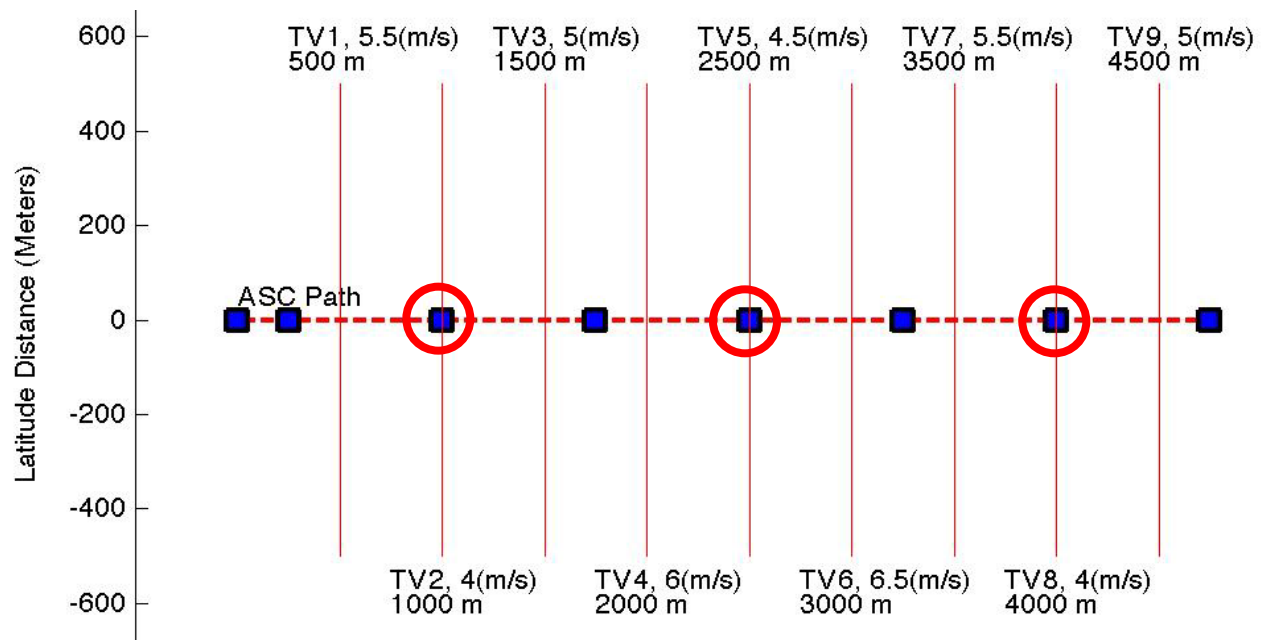 TV1, 5.5(m/s)
500 m
TV3, 5(m/s)
1500 m
TV5, 4.5(m/s)
2500 m
TV7, 5.5(m/s)
3500 m
TV9, 5(m/s)
4500 m
600
400
200
0
-200
-400
-600
Latitude Distance (Meters)
ASC Path
TV2, 4(m/s)
1000 m
TV4, 6(m/s)
2000 m
TV6, 6.5(m/s)
3000 m
TV8, 4(m/s)
4000 m